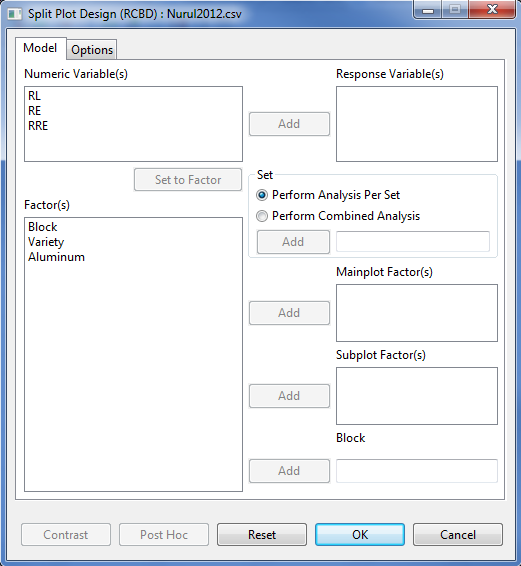 Split Plot Design (RCBD) : Nurul2012.csv
Model
Options
Numeric Variable(s)
Response Variable(s)
RL
RE
RRE
Add
Set to Factor
Set
Perform Analysis Per Set
Perform Combined Analysis
Add
Factor(s)
Block
Variety
Aluminum
Mainplot Factor(s)
Add
Subplot Factor(s)
Add
Block
Add
Contrast
Post Hoc
Reset
OK
Cancel